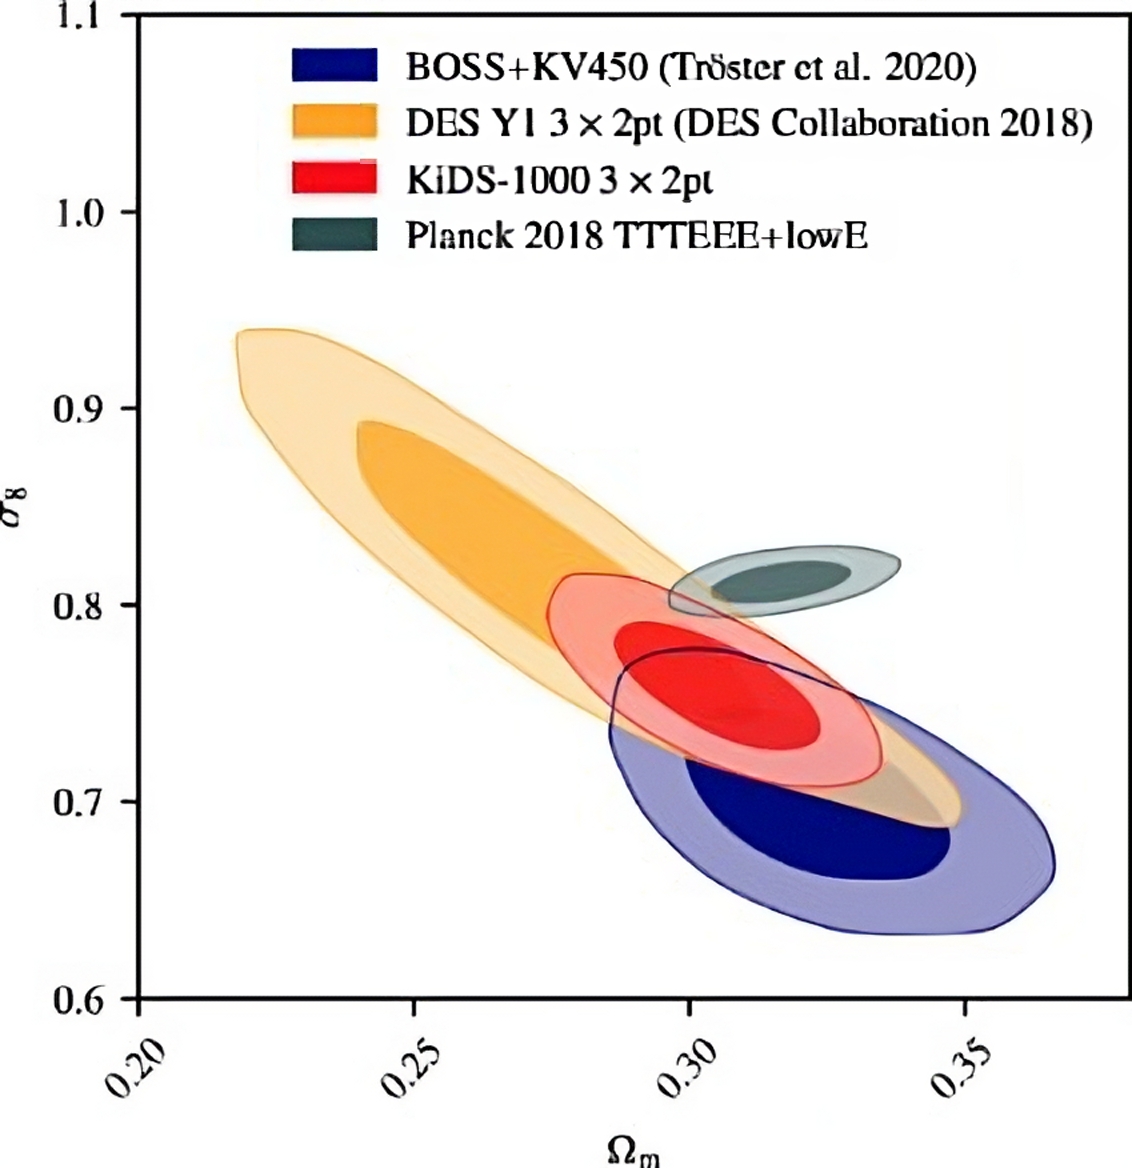 1.1
BOSS+KV450 (Tröster et al. 2020)
DES Y1 3 × 2pt (DES Collaboration 2018)
KiDS-1000 3 × 2pt
Planck 2018 TTTEEE+lowE
1.0
0.9
σ8
0.8
0.7
0.6
0.20
0.25
0.30
0.35
Ωm